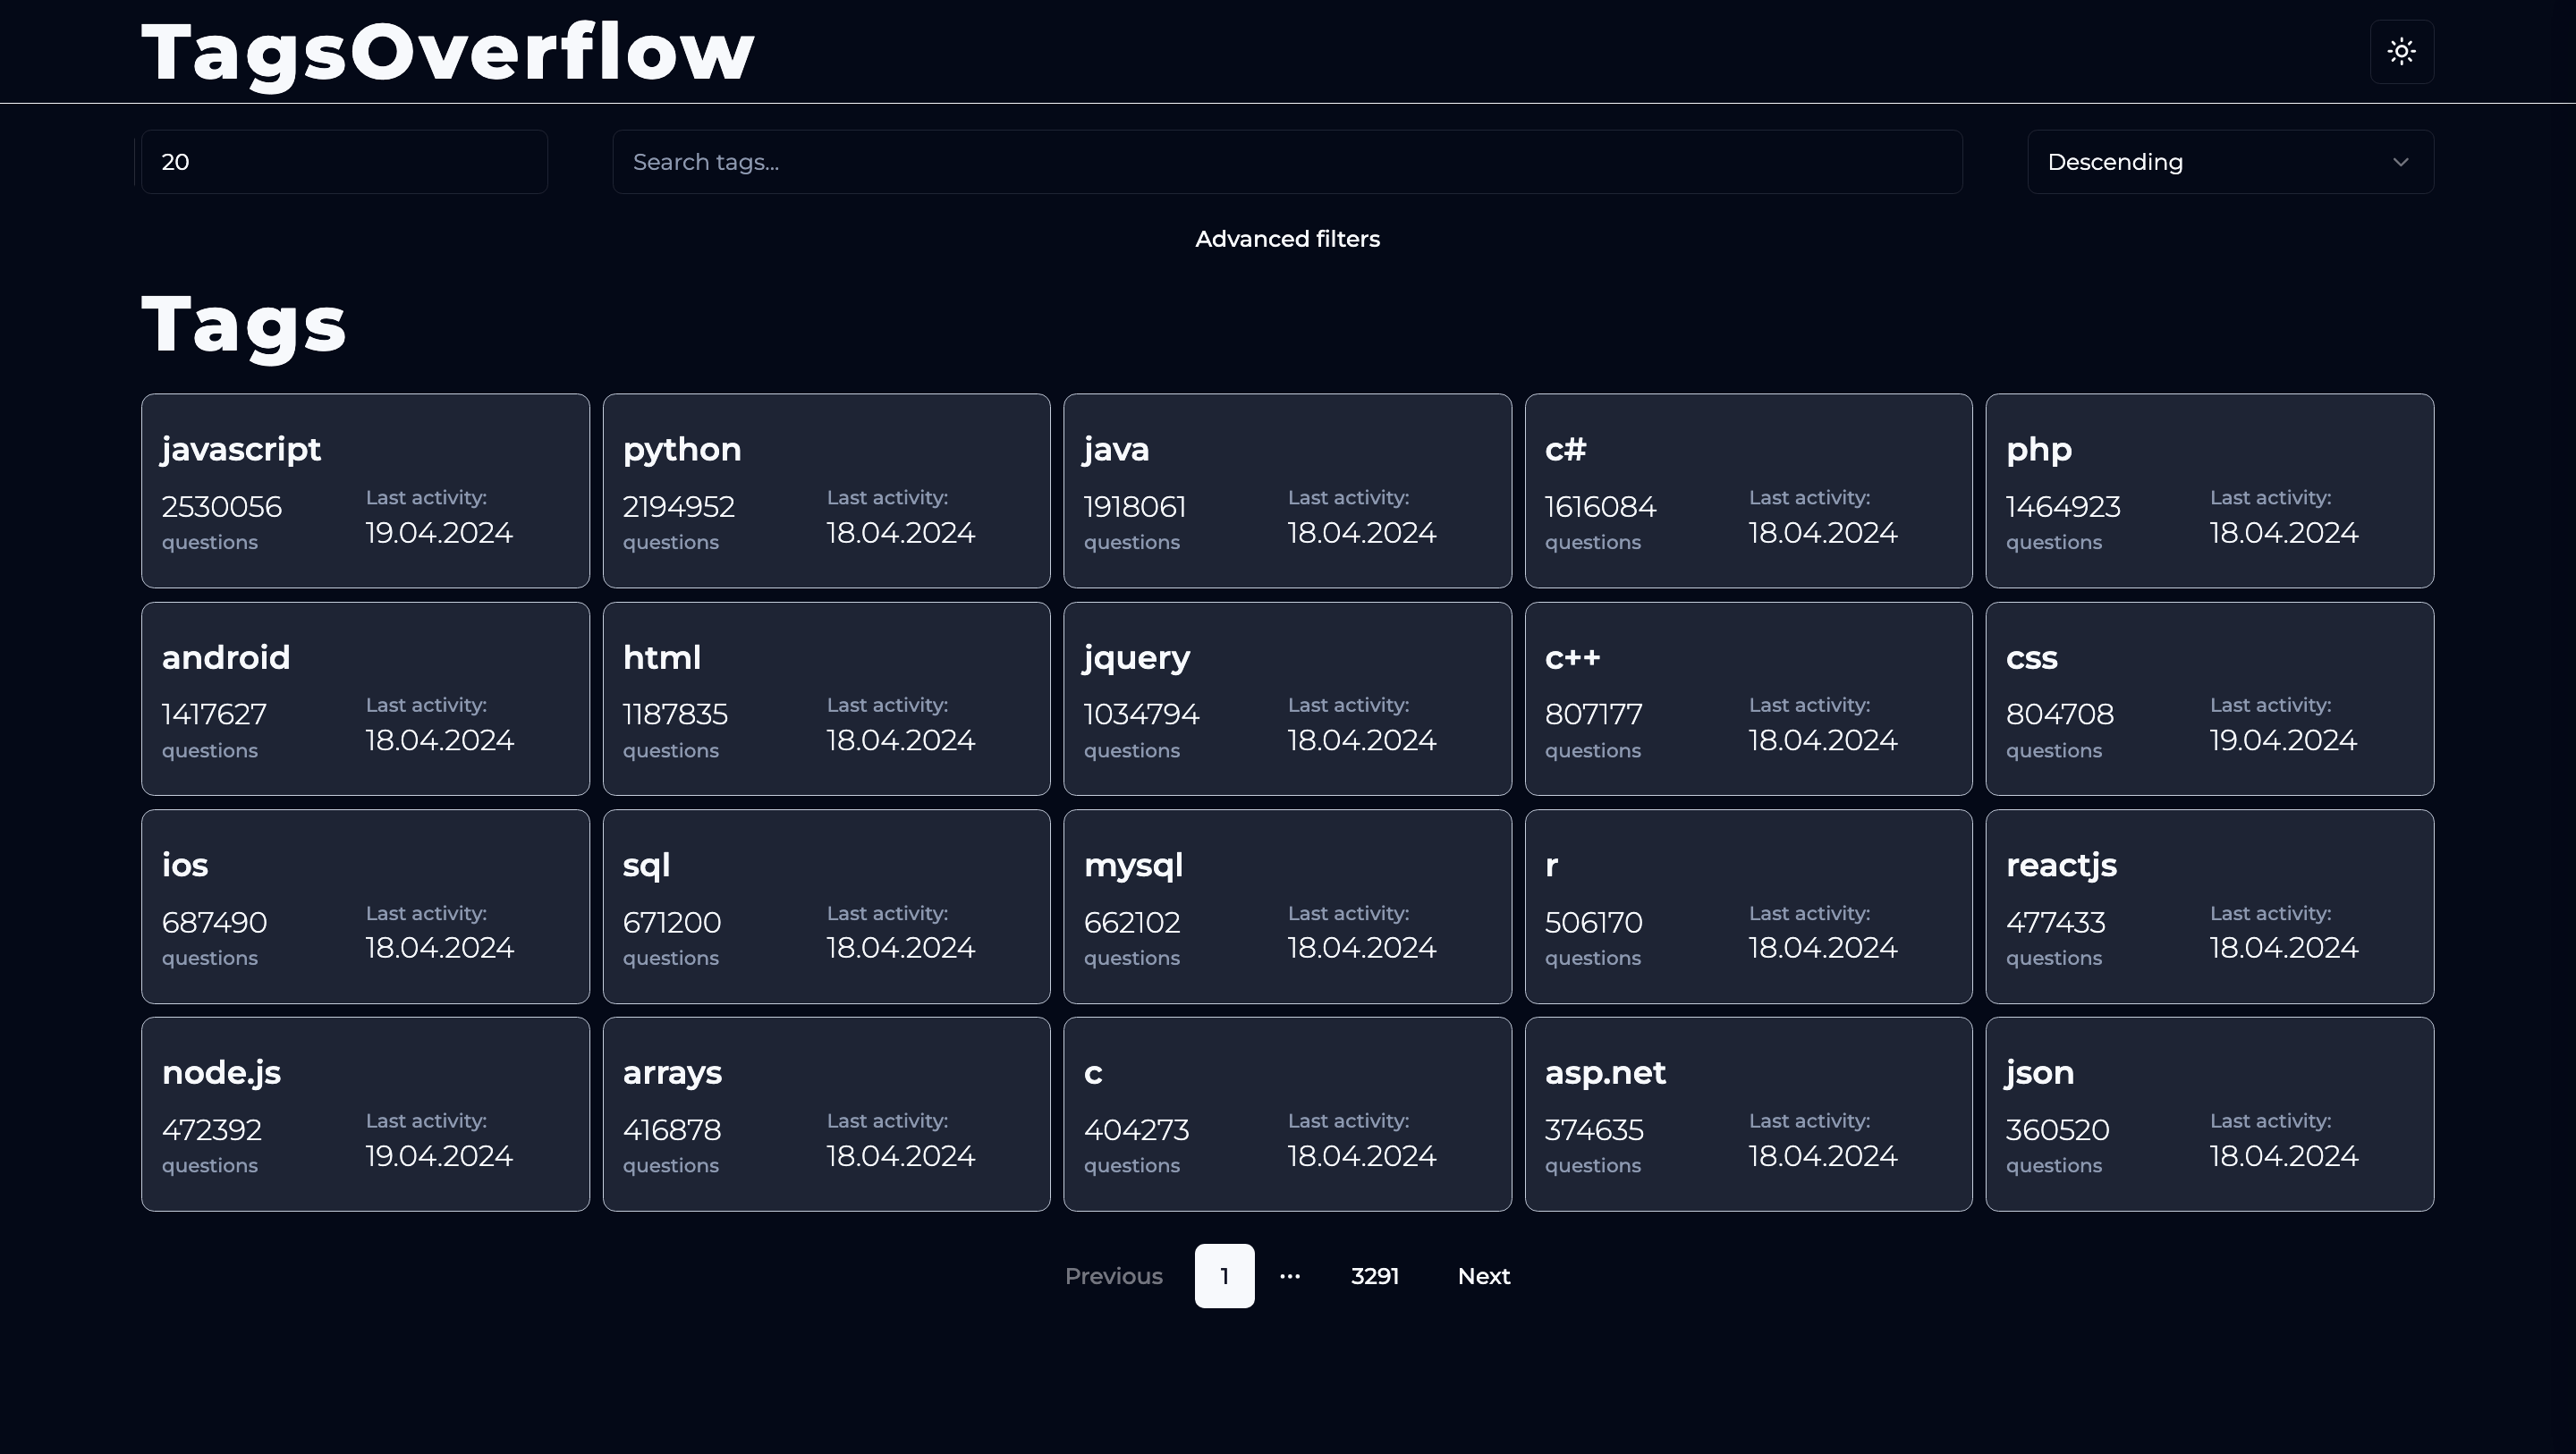 TagsOverflow
20
Search tags...
Descending
Advanced filters
Tags
javascript
2530056
questions
Last activity:
19.04.2024
python
2194952
questions
Last activity:
18.04.2024
java
1918061
questions
Last activity:
18.04.2024
c#
1616084
questions
Last activity:
18.04.2024
php
1464923
questions
Last activity:
18.04.2024
android
1417627
questions
Last activity:
18.04.2024
html
1187835
questions
Last activity:
18.04.2024
jquery
1034794
questions
Last activity:
18.04.2024
c++
807177
questions
Last activity:
18.04.2024
css
804708
questions
Last activity:
19.04.2024
ios
687490
questions
Last activity:
18.04.2024
sql
671200
questions
Last activity:
18.04.2024
mysql
662102
questions
Last activity:
18.04.2024
r
506170
questions
Last activity:
18.04.2024
reactjs
477433
questions
Last activity:
18.04.2024
node.js
472392
questions
Last activity:
19.04.2024
arrays
416878
questions
Last activity:
18.04.2024
c
404273
questions
Last activity:
18.04.2024
asp.net
374635
questions
Last activity:
18.04.2024
json
360520
questions
Last activity:
18.04.2024
Previous 1 ... 3291 Next